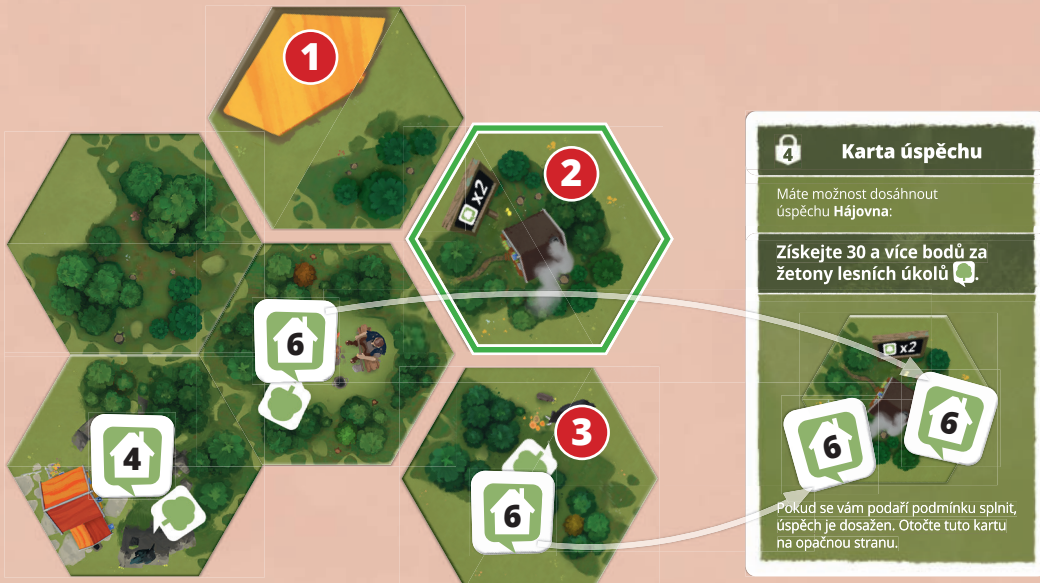 1
2
x2
6
4
3
6
4
Karta úspěchu
Máte možnost dosáhnout
úspěchu Hájovna:
Získejte 30 a více bodů za
žetony lesních úkolů .
x2
6
6
Pokud se vám podaří podmínku splnit,
úspěch je dosažen. Otočte tuto kartu
na opačnou stranu.